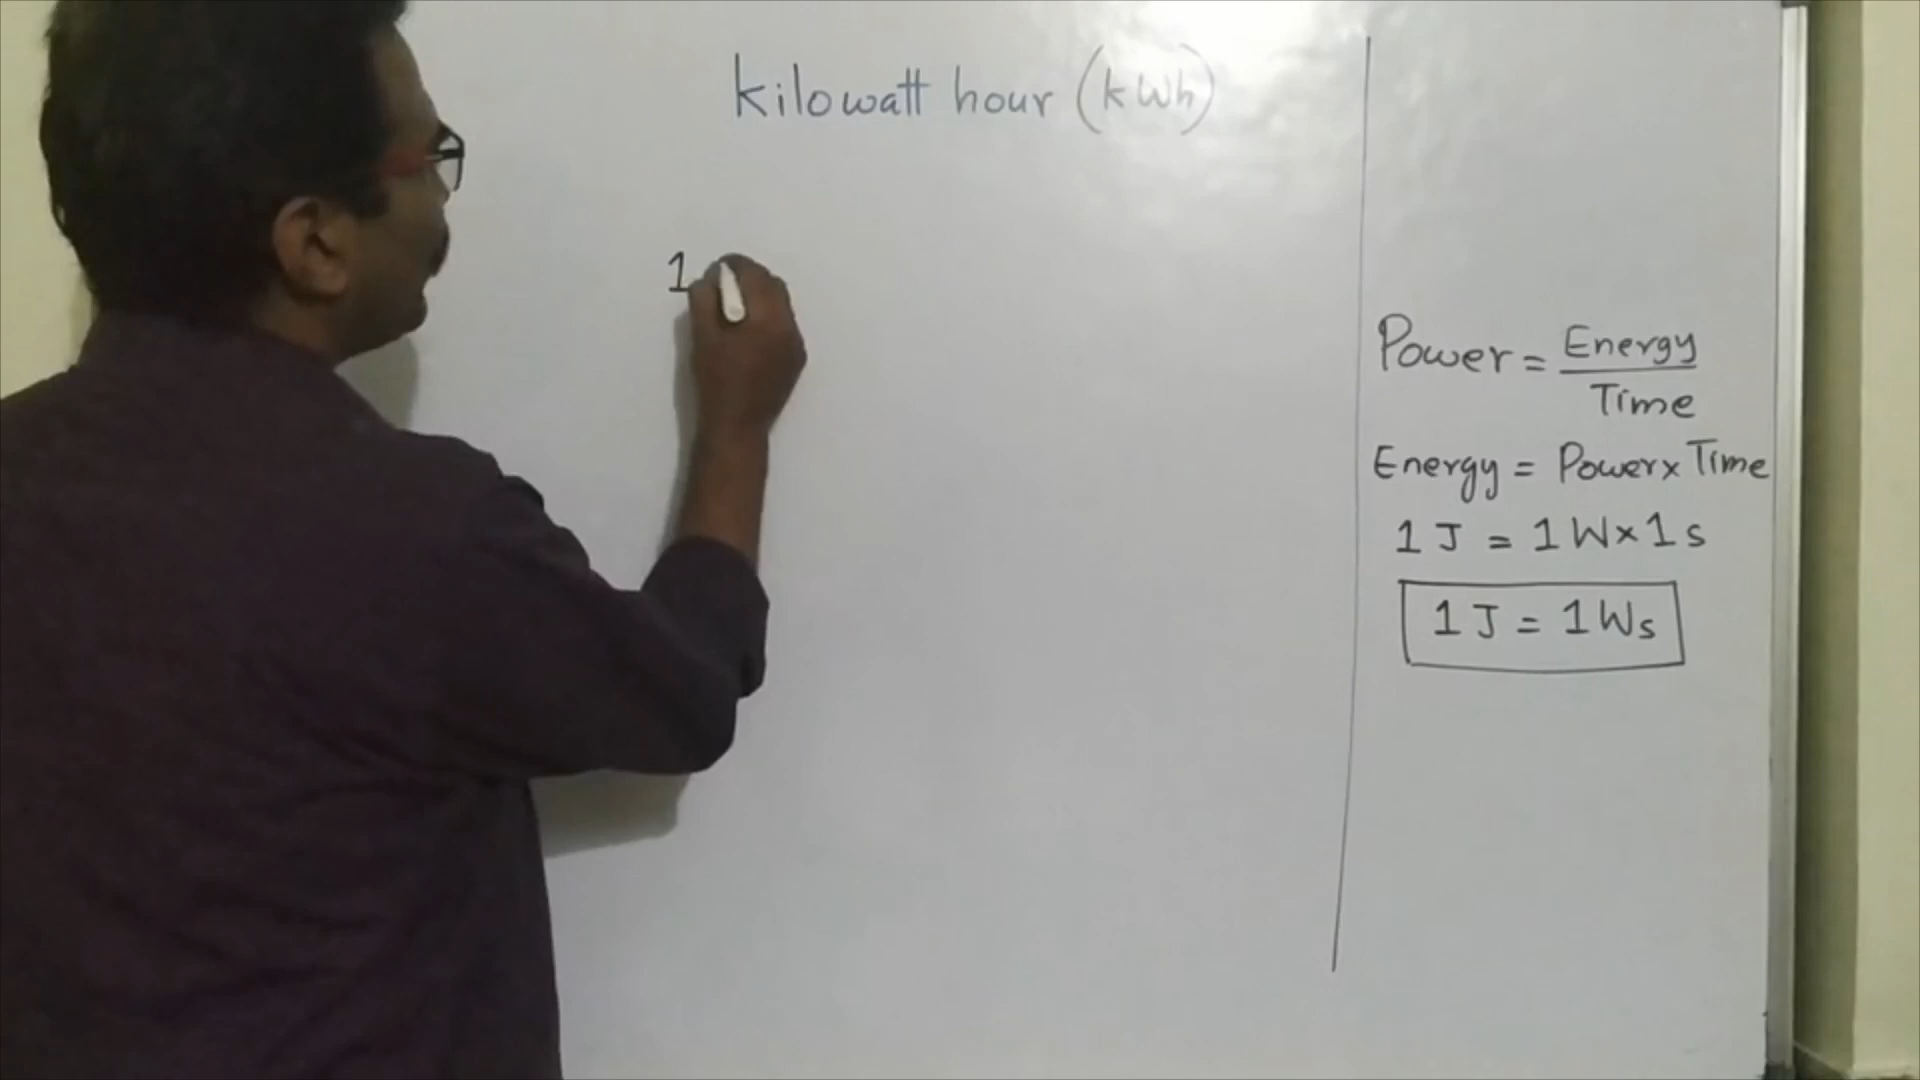 kilowatt hour (kWh)
1
Power = Energy / Time
Energy = Power x Time
1 J = 1 W x 1 s
1 J = 1 Ws